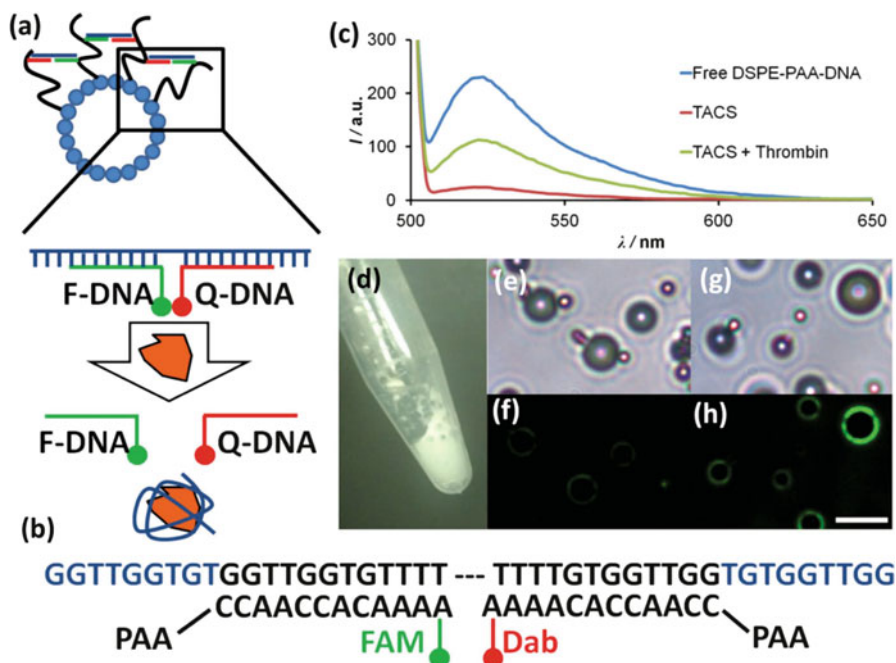 (a)
F-DNA Q-DNA
F-DNA Q-DNA
(b)
GGTTGGTGTGGTTGGTGTTTT --- TTTTGTGGTTGGTGTGGTTGG
CCAACCACAAAA AAAACACCAACC
PAA PAA
FAM Dab
(c)
300
200
100
0
I / a.u.
500 550 600 650
λ / nm
Free DSPE-PAA-DNA
TACS
TACS + Thrombin
(d)
(e)
(g)
(f)
(h)